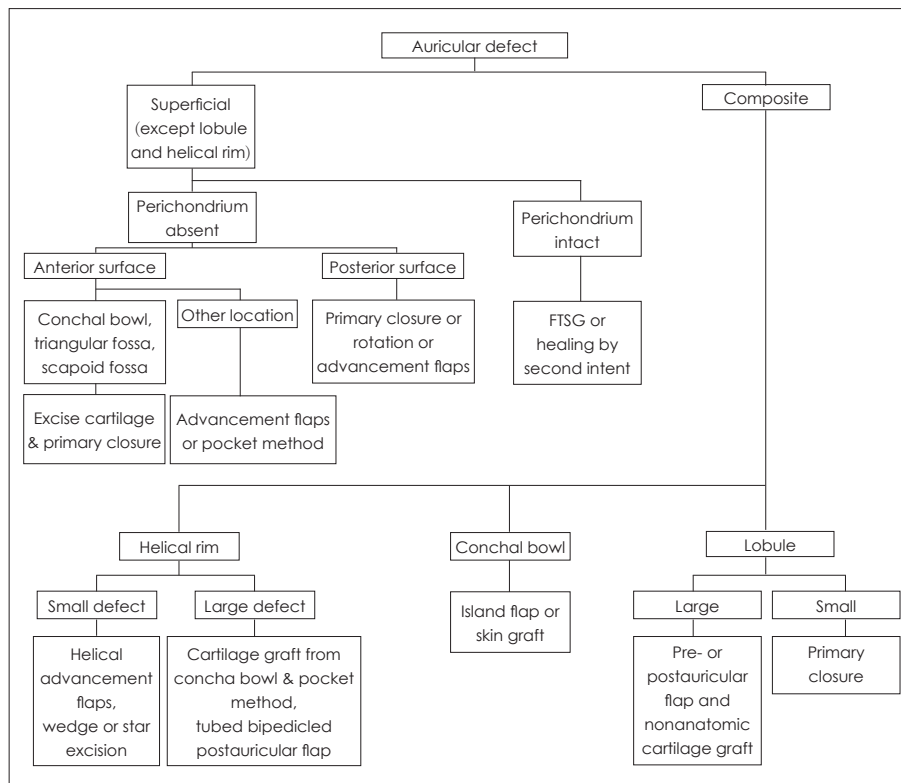 Auricular defect
Superficial
(except lobule
and helical rim)
Composite
Perichondrium
absent
Perichondrium
intact
Anterior surface
Posterior surface
Conchal bowl,
triangular fossa,
scapoid fossa
Other location
Primary closure or
rotation or
advancement flaps
FTSG or
healing by
second intent
Excise cartilage
& primary closure
Advancement flaps
or pocket method
Helical rim
Conchal bowl
Lobule
Small defect
Large defect
Island flap or
skin graft
Large
Small
Helical
advancement
flaps,
wedge or star
excision
Cartilage graft from
concha bowl & pocket
method,
tubed bipedicled
postauricular flap
Pre- or
postauricular
flap and
nonanatomic
cartilage graft
Primary
closure